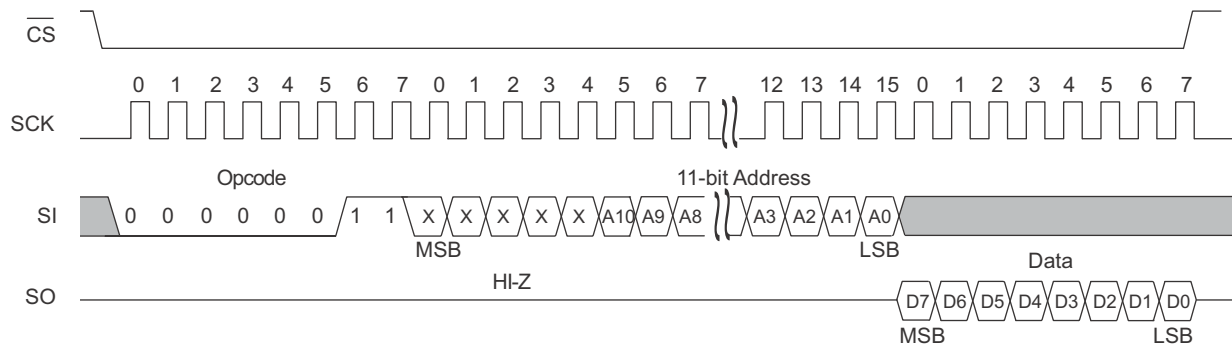 CS
0 1 2 3 4 5 6 7 0 1 2 3 4 5 6 7 12 13 14 15 0 1 2 3 4 5 6 7
SCK
Opcode 11-bit Address
SI 0 0 0 0 0 0 1 1 X X X X X A10 A9 A8 A3 A2 A1 A0
MSB LSB
HI-Z Data
SO D7 D6 D5 D4 D3 D2 D1 D0
MSB LSB